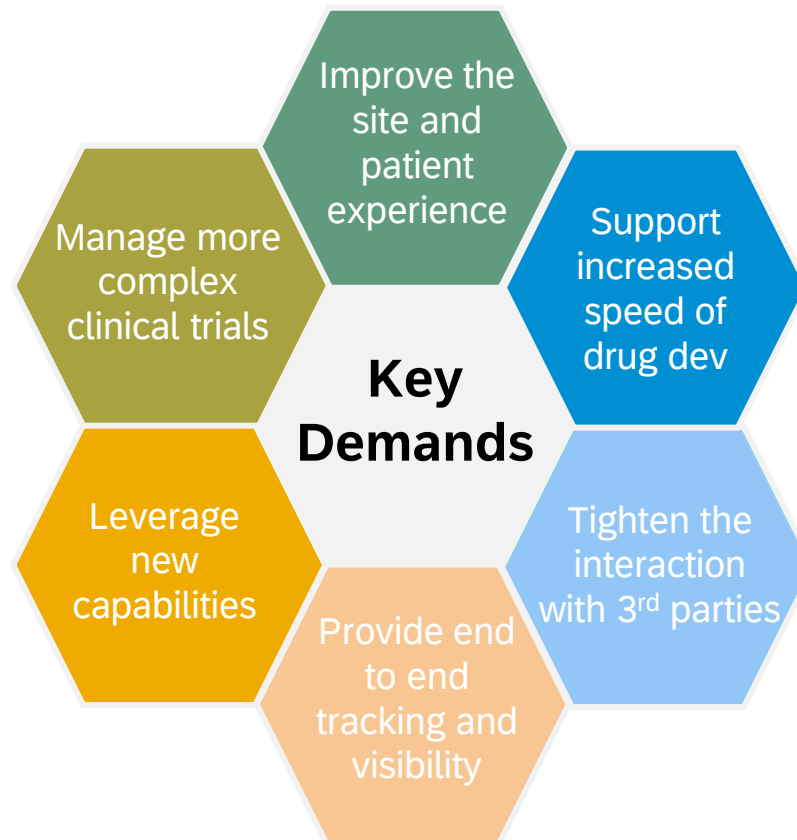 Improve the
site and
patient
experience
Support
increased
speed of
drug dev
Tighten the
interaction
with 3rd parties
Provide end
to end
tracking and
visibility
Leverage
new
capabilities
Manage more
complex
clinical trials
Key
Demands